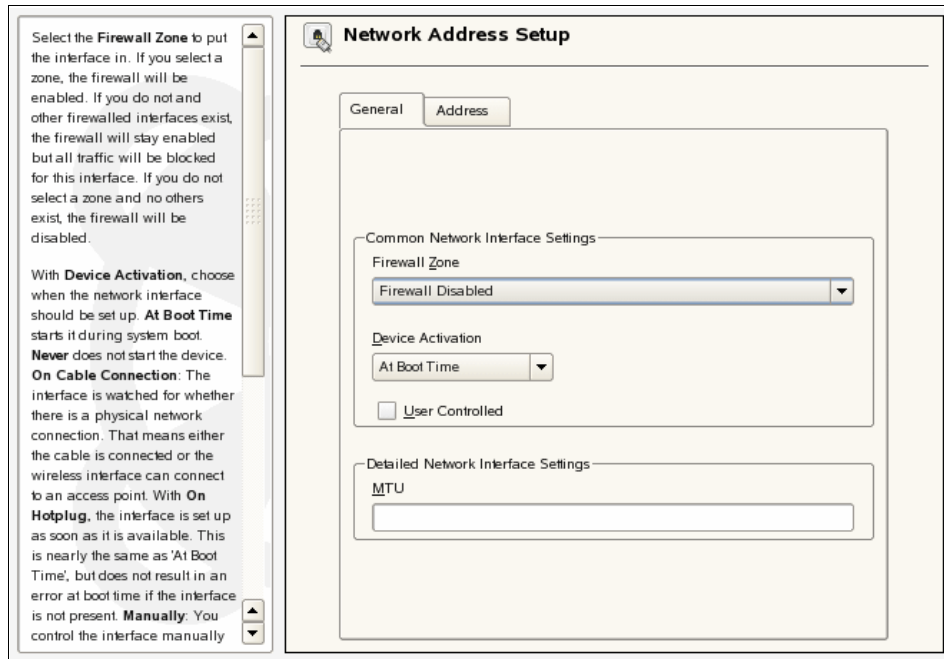 Select the Firewall Zone to put
the interface in. If you select a
zone, the firewall will be
enabled. If you do not and
other firewalled interfaces exist,
the firewall will stay enabled
but all traffic will be blocked
for this interface. If you do not
select a zone and no others
exist, the firewall will be
disabled.
With Device Activation, choose
when the network interface
should be set up. At Boot Time
starts it during system boot.
Never does not start the device.
On Cable Connection: The
interface is watched for whether
there is a physical network
connection. That means either
the cable is connected or the
wireless interface can connect
to an access point. With On
Hotplug, the interface is set up
as soon as it is available. This
is nearly the same as 'At Boot
Time', but does not result in an
error at boot time if the interface
is not present. Manually: You
control the interface manually
Network Address Setup
General
Address
Common Network Interface Settings
Firewall Zone
Firewall Disabled
Device Activation
At Boot Time
User Controlled
Detailed Network Interface Settings
MTU